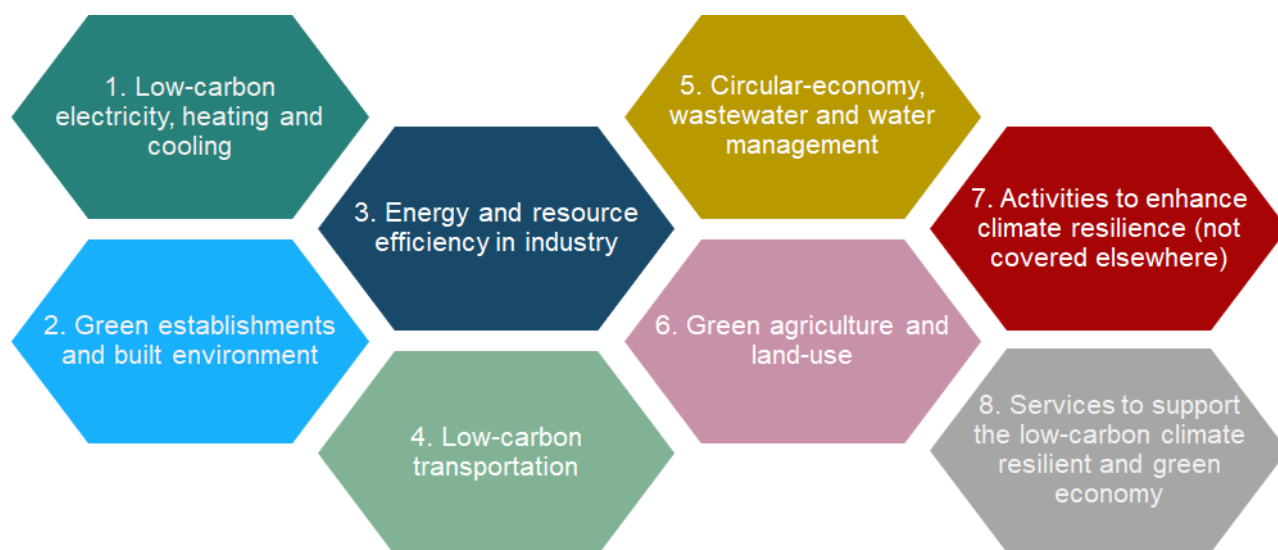 1. Low-carbon
electricity, heating and
cooling
2. Green establishments
and built environment
3. Energy and resource
efficiency in industry
4. Low-carbon
transportation
5. Circular-economy,
wastewater and water
management
6. Green agriculture and
land-use
7. Activities to enhance
climate resilience (not
covered elsewhere)
8. Services to support
the low-carbon climate
resilient and green
economy